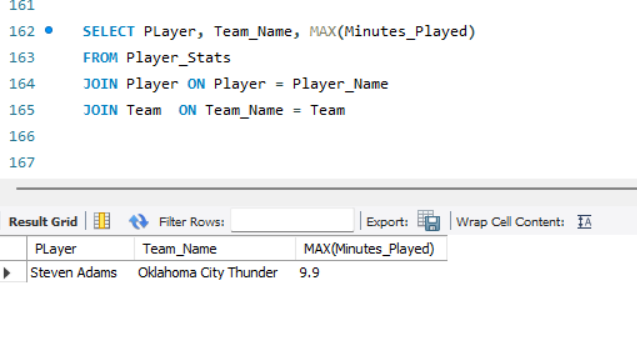 161
162 SELECT PLayer, Team_Name, MAX(Minutes_Played)
163 FROM Player_Stats
164 JOIN Player ON Player = Player_Name
165 JOIN Team  ON Team_Name = Team
166
167
Result Grid Filter Rows: Export: Wrap Cell Content:
PLayer Team_Name MAX(Minutes_Played)
Steven Adams Oklahoma City Thunder 9.9